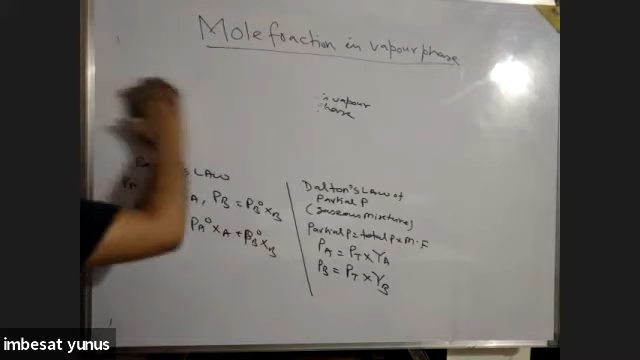 Mole fraction in vapour phase
in vapour
phase
LAW
A, PB = PB° XB
PA° XA + PB° XB
Dalton's LAW of
Partial P
(gaseous mixture)
Partial P = total P x M.F
PA = PT x YA
PB = PT x YB
imbesat yunus